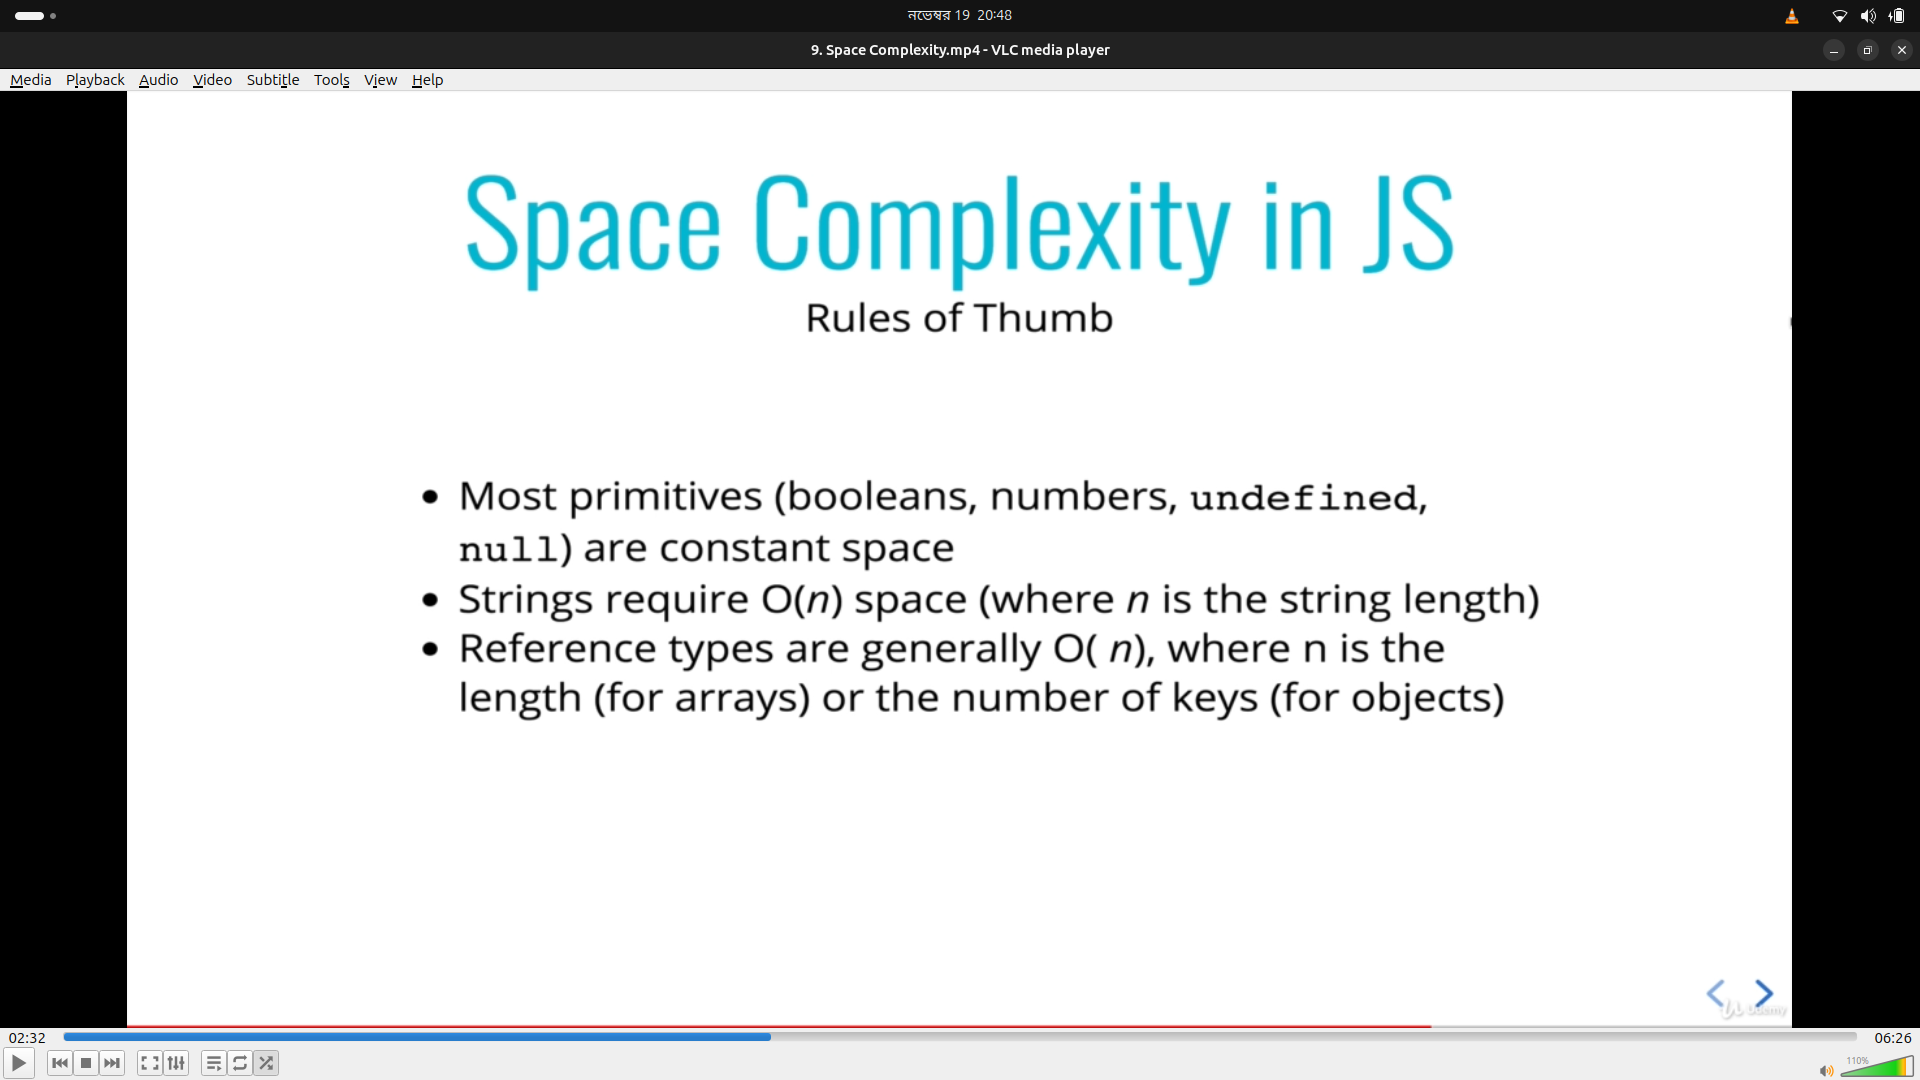 নভেম্বর 19 20:48
9. Space Complexity.mp4 - VLC media player
Media Playback Audio Video Subtitle Tools View Help
Space Complexity in JS
Rules of Thumb
• Most primitives (booleans, numbers, undefined,
null) are constant space
• Strings require O(n) space (where n is the string length)
• Reference types are generally O( n), where n is the
length (for arrays) or the number of keys (for objects)
Udemy
02:32 06:26
110%